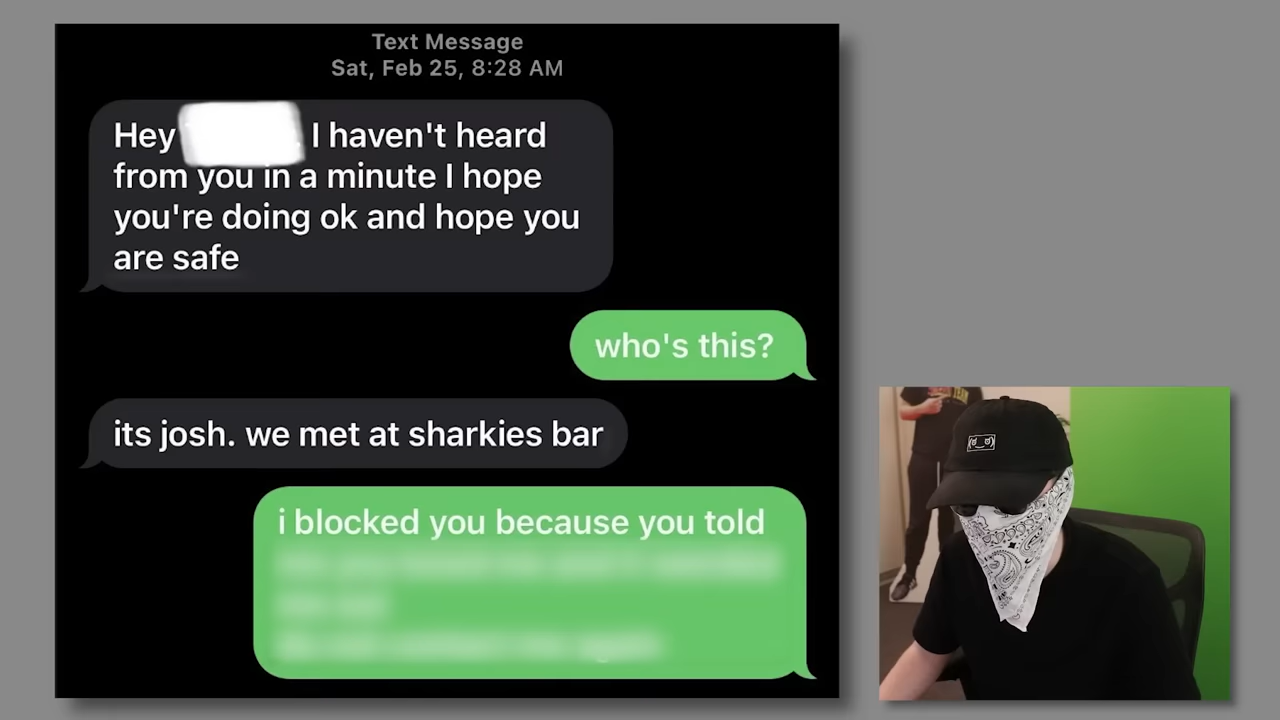 Text Message
Sat, Feb 25, 8:28 AM
Hey I haven't heard
from you in a minute I hope
you're doing ok and hope you
are safe
who's this?
its josh. we met at sharkies bar
i blocked you because you told